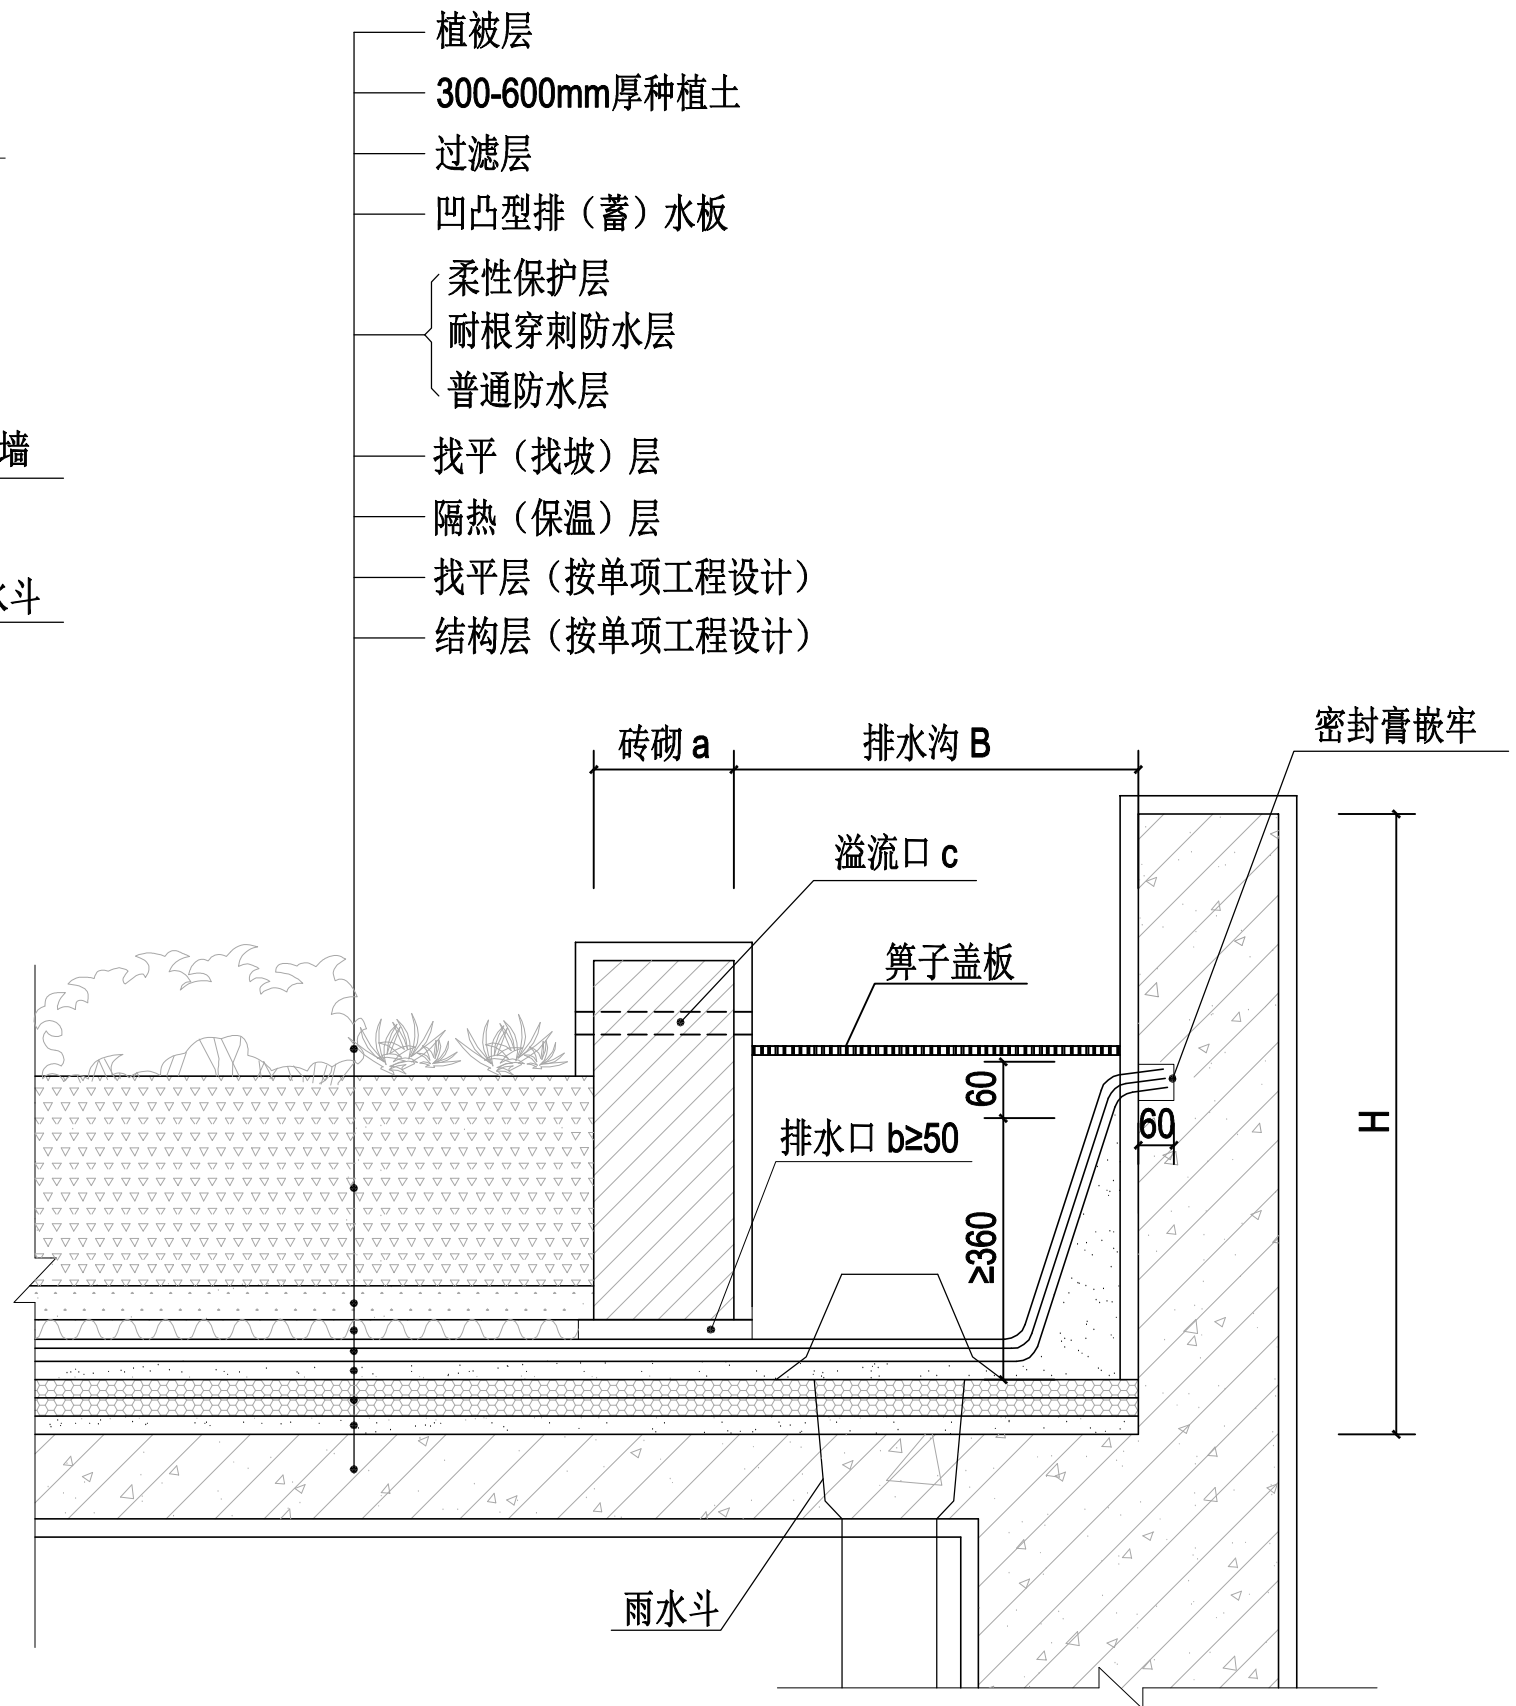 植被层
300-600mm厚种植土
过滤层
凹凸型排（蓄）水板
柔性保护层
耐根穿刺防水层
普通防水层
墙
找平（找坡）层
隔热（保温）层
找平层（按单项工程设计）
水斗
结构层（按单项工程设计）
密封膏嵌牢
砖砌 a
排水沟 B
溢流口 c
箅子盖板
60
60
H
排水口 b≥50
≥360
雨水斗